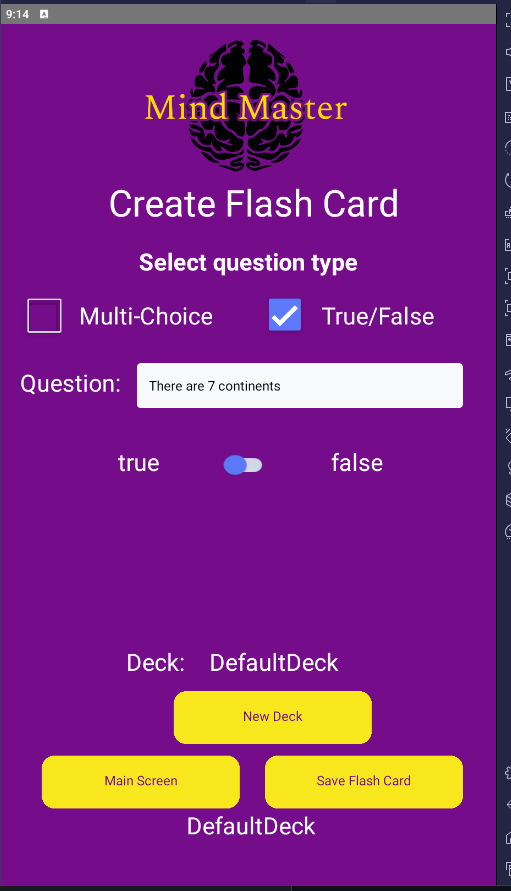 9:14 A
Mind Master
Create Flash Card
Select question type
Multi-Choice True/False
Question: There are 7 continents
true false
Deck: DefaultDeck
New Deck
Main Screen Save Flash Card
DefaultDeck